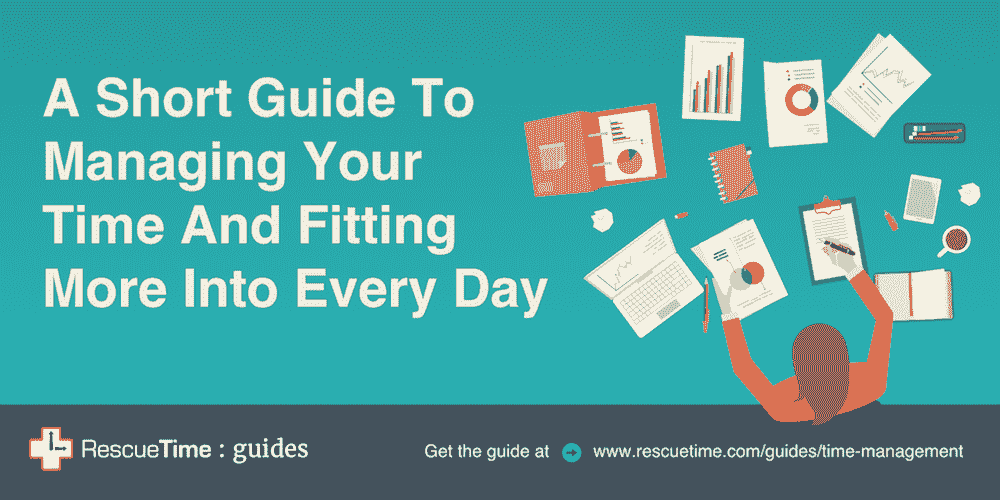 A Short Guide To
Managing Your
Time And Fitting
More Into Every Day
RescueTime : guides
Get the guide at www.rescuetime.com/guides/time-management